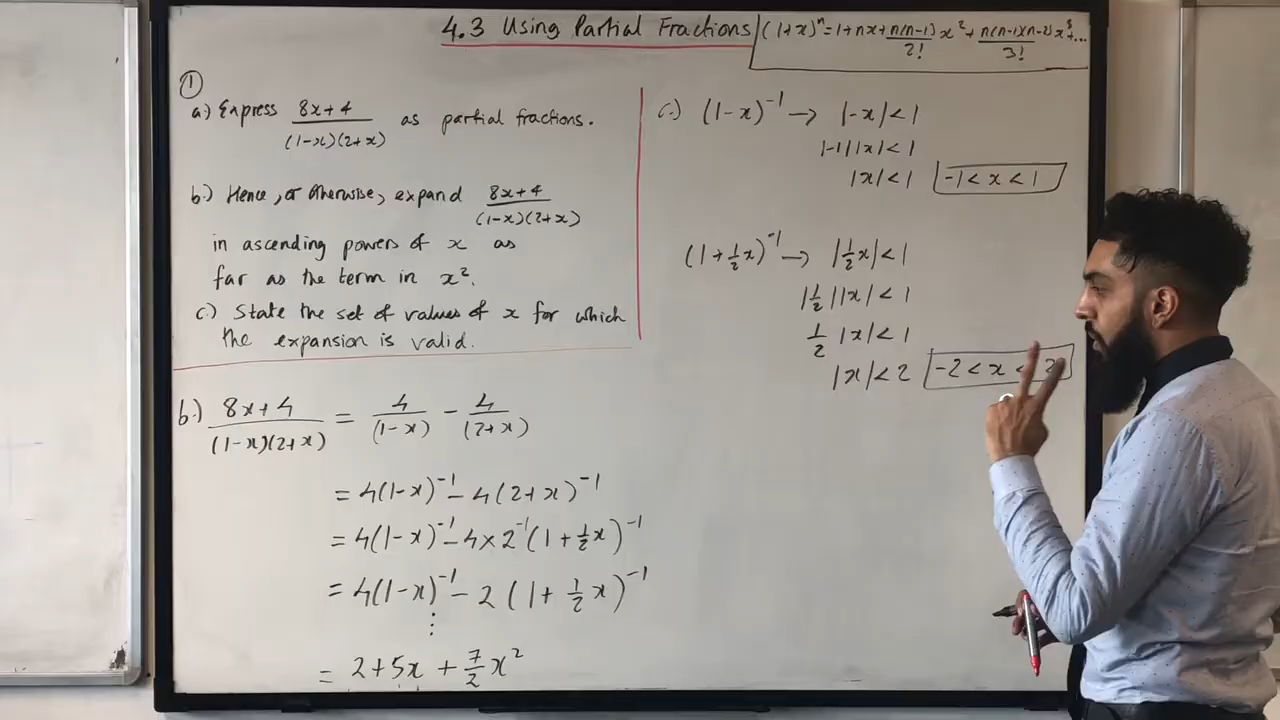 4.3 Using Partial Fractions
(1+x)ⁿ = 1+nx+n(n-1)/2! x² + n(n-1)(n-2)/3! x³+...
①
a.) Express 8x+4/(1-x)(2+x) as partial fractions.
b.) Hence, or otherwise, expand 8x+4/(1-x)(2+x)
in ascending powers of x as
far as the term in x².
c.) State the set of values of x for which
the expansion is valid.
b.) 8x+4/(1-x)(2+x) = 4/(1-x) - 4/(2+x)
= 4(1-x)⁻¹ - 4(2+x)⁻¹
= 4(1-x)⁻¹ - 4×2⁻¹(1+½x)⁻¹
= 4(1-x)⁻¹ - 2(1+½x)⁻¹
⋮
= 2+5x+7/2 x²
c.) (1-x)⁻¹ → |-x|<1
|-1||x|<1
|x|<1 -1<x<1
(1+½x)⁻¹ → |½x|<1
|½||x|<1
½|x|<1
|x|<2 -2<x<2